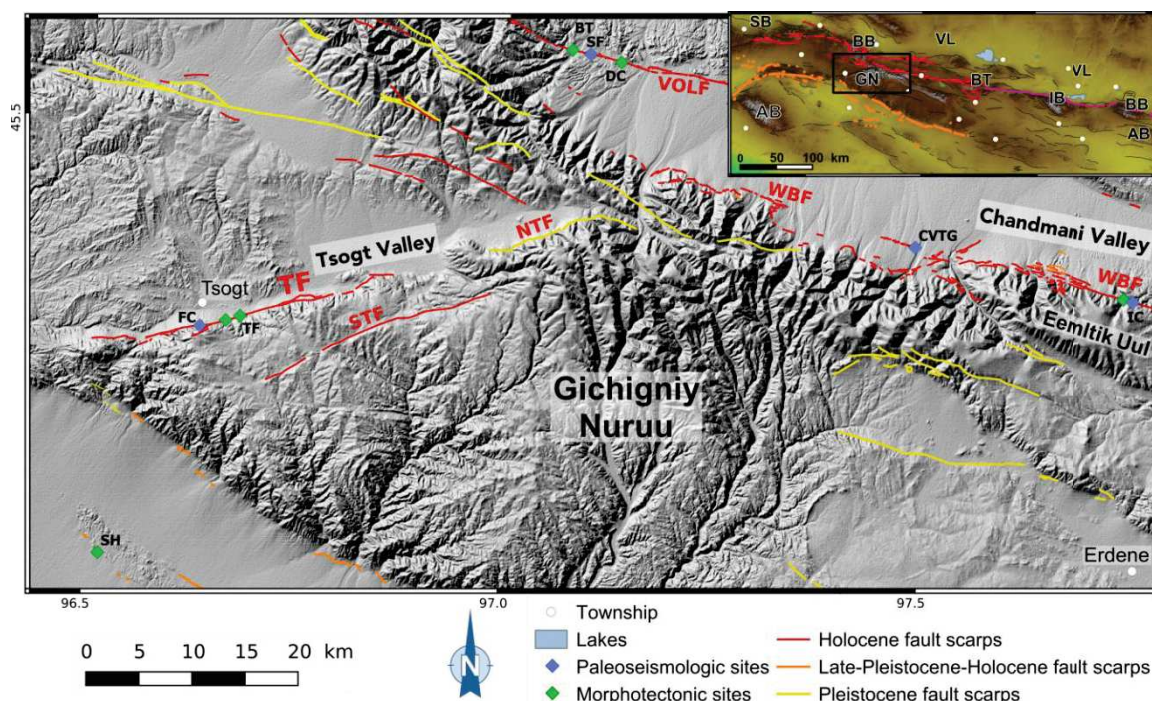 BT
SF
DC
VOLF
SB
BB
VL
GN
BT
VL
IB
BB
AB
AB
0 50 100 km
45.5
WBF
NTF
Tsogt Valley
CVTG
Chandmani Valley
WBF
IC
Eemltik Uul
TF
Tsogt
FC
TF
STF
Gichigniy
Nuruu
SH
Erdene
96.5
97.0
97.5
0 5 10 15 20 km
N
Township
Lakes
Paleoseismologic sites
Morphotectonic sites
Holocene fault scarps
Late-Pleistocene-Holocene fault scarps
Pleistocene fault scarps